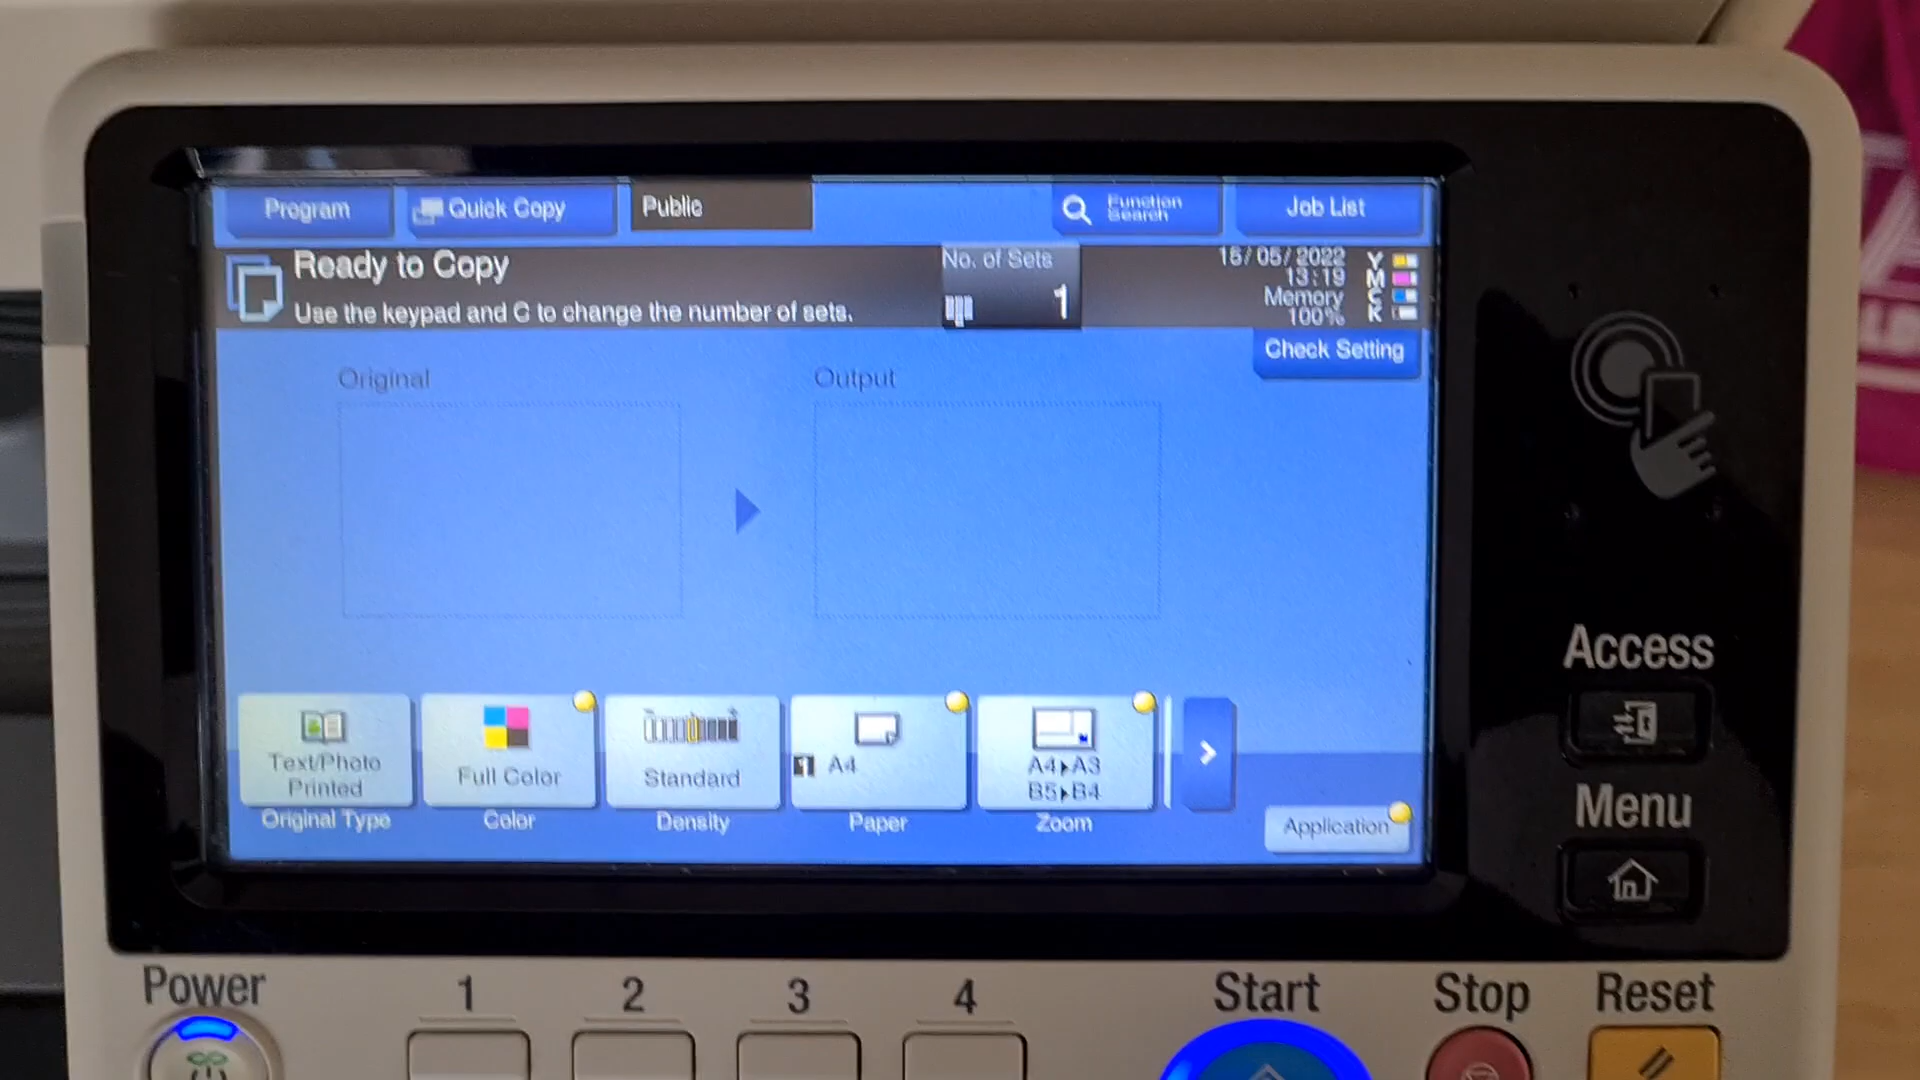 Program
Quick Copy
Public
Function
Search
Job List
Ready to Copy
Use the keypad and C to change the number of sets.
No. of Sets
1
15/05/2022
13:19
Memory
100%
Y
M
C
K
Check Setting
Original
Output
Text/Photo
Printed
Original Type
Full Color
Color
Standard
Density
1 A4
Paper
A4▸A3
B5▸B4
Zoom
Application
Access
Menu
Power
1
2
3
4
Start
Stop
Reset